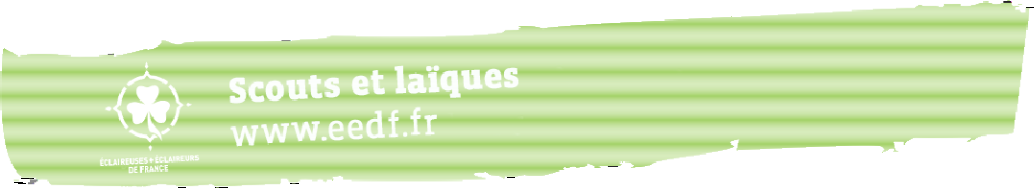 Scouts et laïques
www.eedf.fr
ÉCLAIREUSES ÉCLAIREURS
DE FRANCE